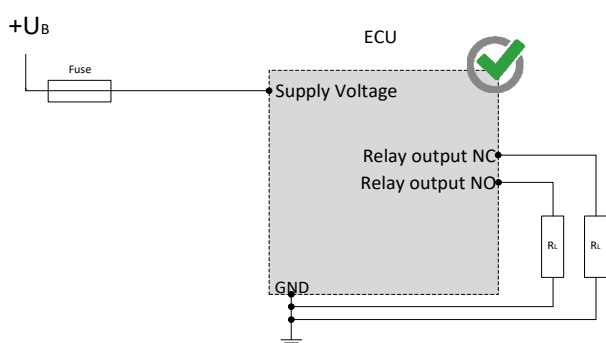 +UB
ECU
Fuse
Supply Voltage
Relay output NC
Relay output NO
RL
RL
GND